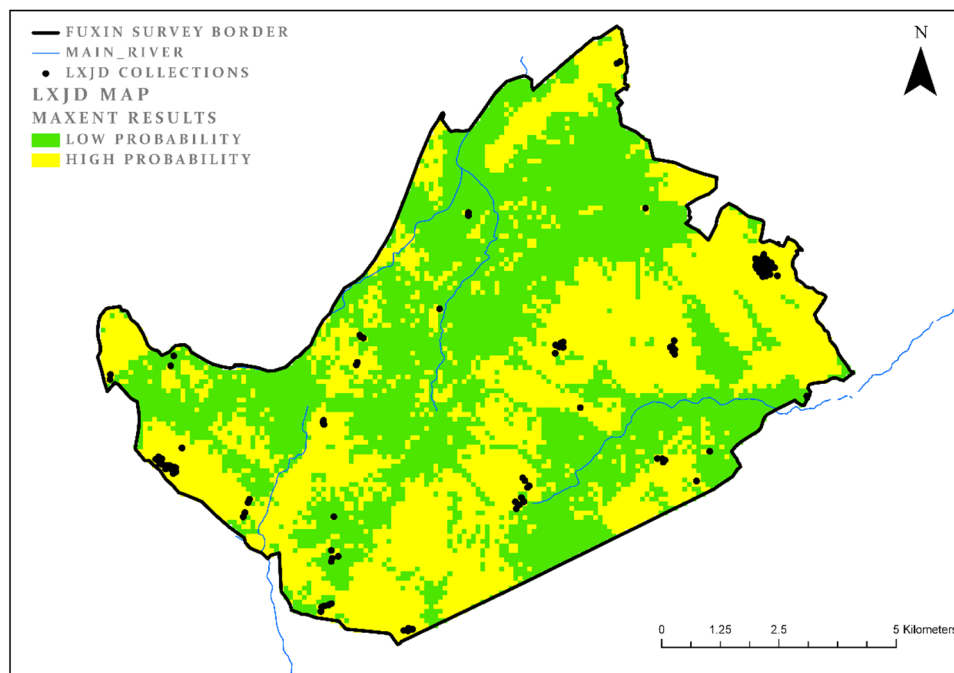 FUXIN SURVEY BORDER
MAIN_RIVER
LXJD COLLECTIONS
LXJD MAP
MAXENT RESULTS
LOW PROBABILITY
HIGH PROBABILITY
N
0 1.25 2.5 5 Kilometers